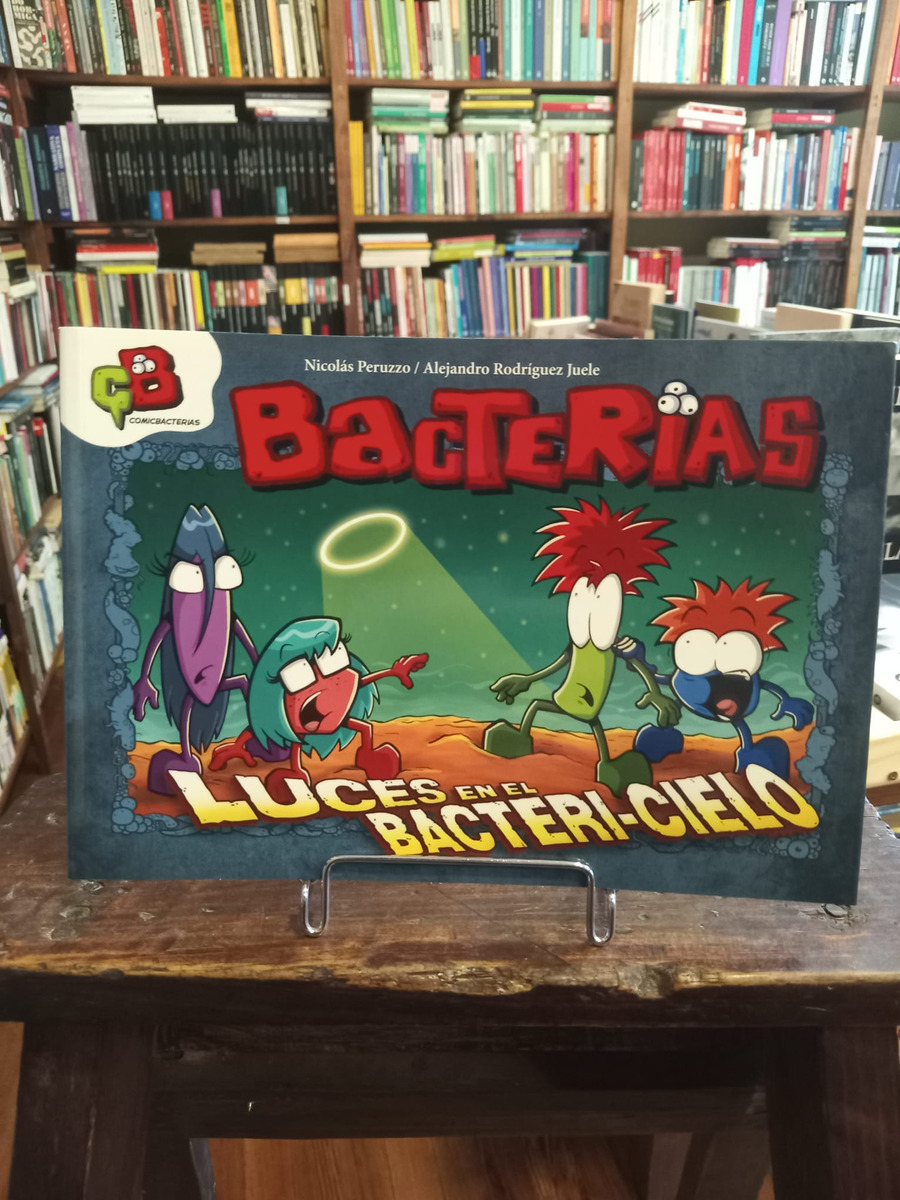 Nicolás Peruzzo / Alejandro Rodríguez Juele
CB
COMICBACTERIAS
BacTERiAS
LUCES EN EL
BACTERI-CIELO